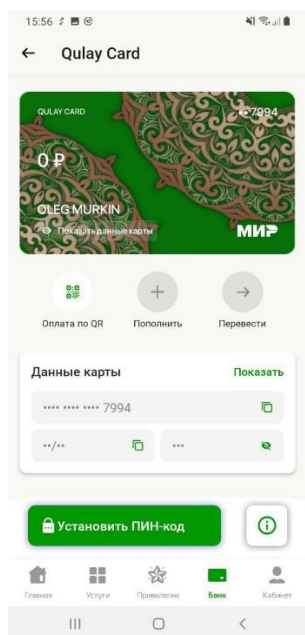 15:56
Qulay Card
QULAY CARD
•• 7994
0 ₽
OLEG MURKIN
Показать данные карты
МИР
Оплата по QR
Пополнить
Перевести
Данные карты
Показать
•••• •••• •••• 7994
••/••
•••
Установить ПИН-код
Главная
Услуги
Привилегии
Банк
Кабинет